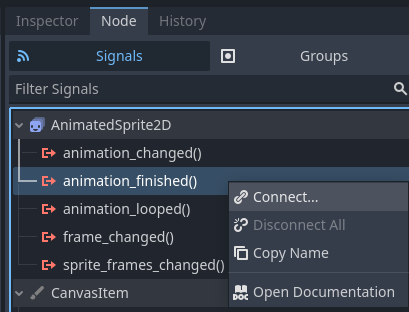 Inspector Node History
Signals Groups
Filter Signals
AnimatedSprite2D
animation_changed()
animation_finished()
animation_looped()
frame_changed()
sprite_frames_changed()
CanvasItem
Connect...
Disconnect All
Copy Name
Open Documentation